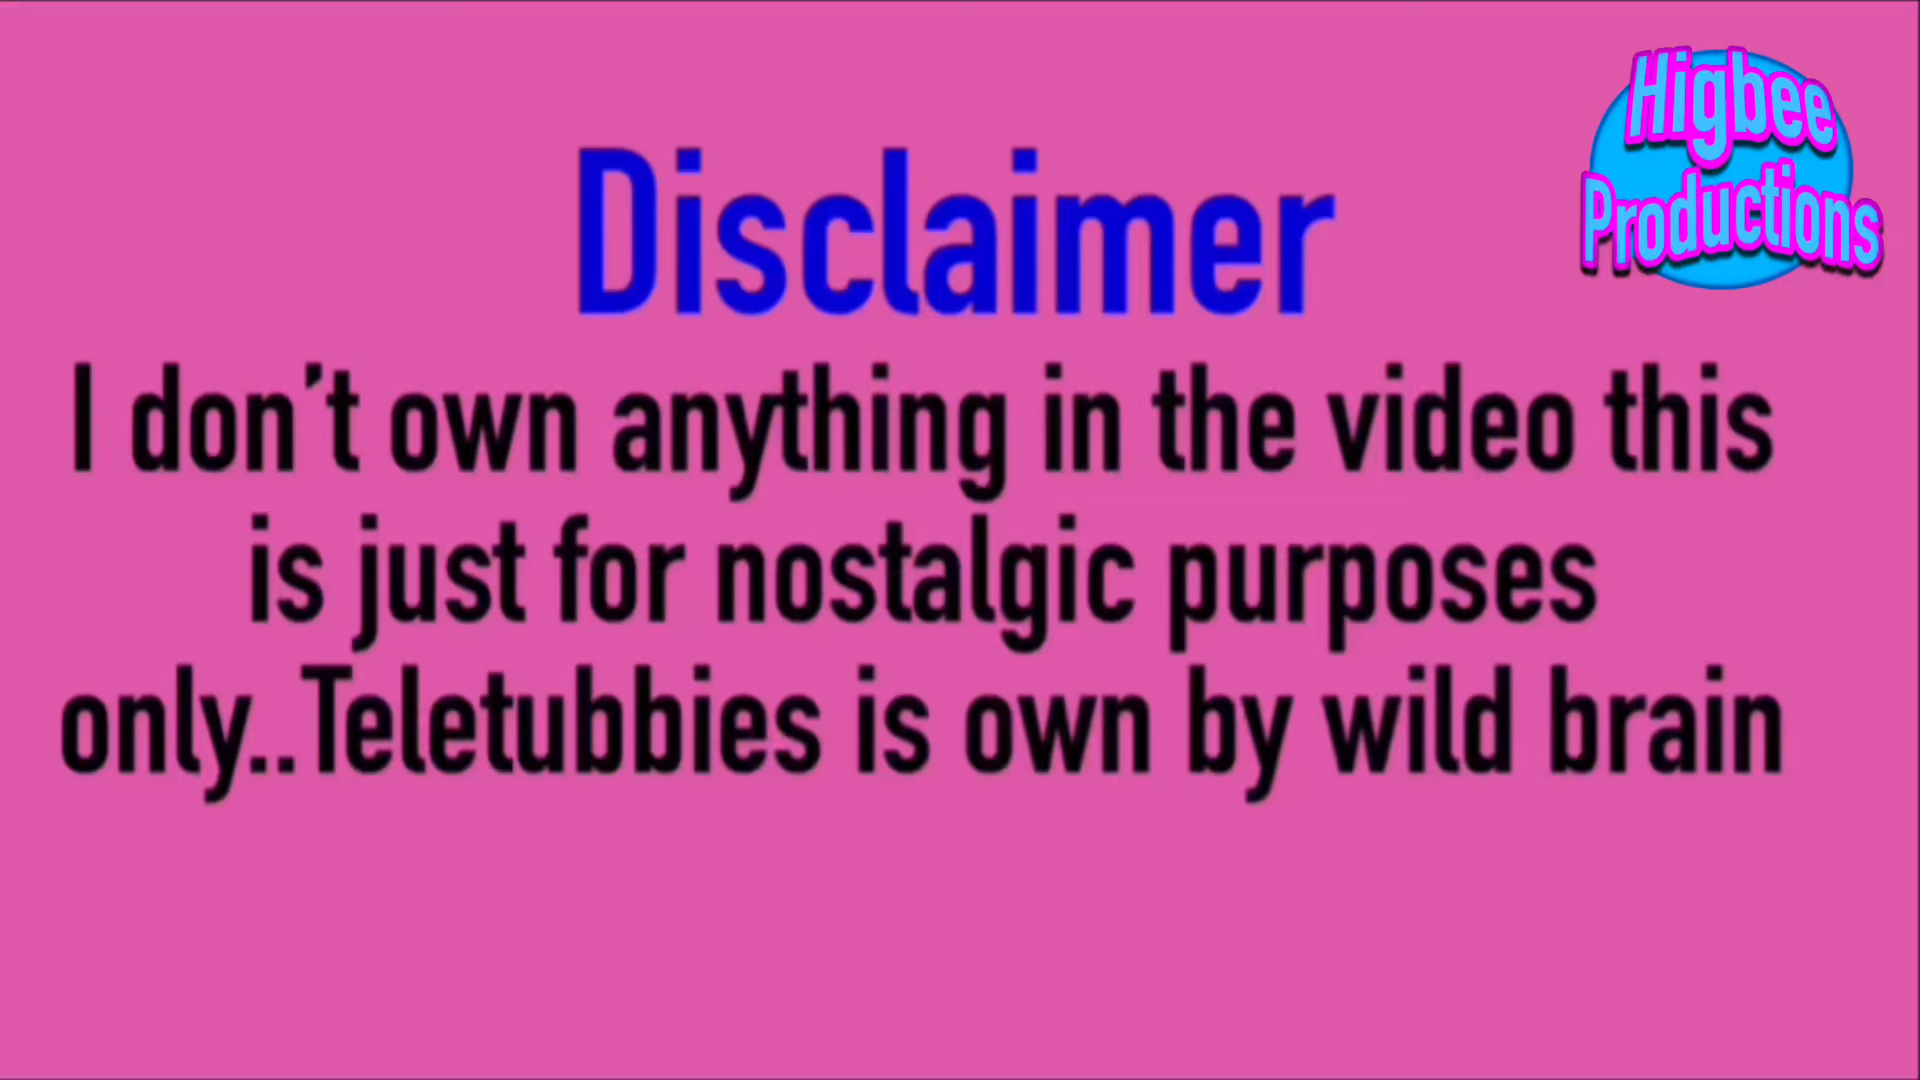 Higbee
Productions
Disclaimer
I don't own anything in the video this
is just for nostalgic purposes
only..Teletubbies is own by wild brain